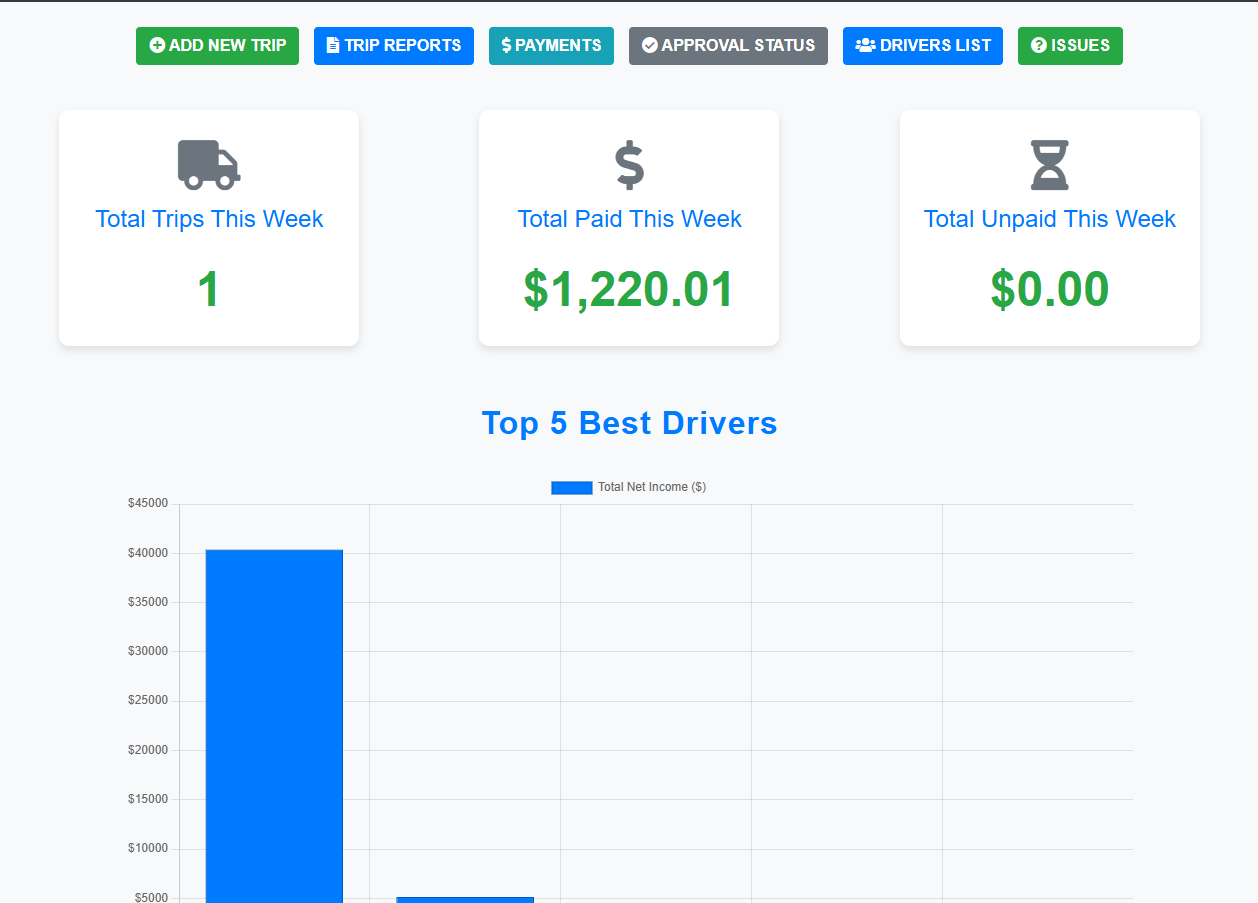 ADD NEW TRIP
TRIP REPORTS
PAYMENTS
APPROVAL STATUS
DRIVERS LIST
ISSUES
Total Trips This Week
1
Total Paid This Week
$1,220.01
Total Unpaid This Week
$0.00
Top 5 Best Drivers
Total Net Income ($)
$45000
$40000
$35000
$30000
$25000
$20000
$15000
$10000
$5000